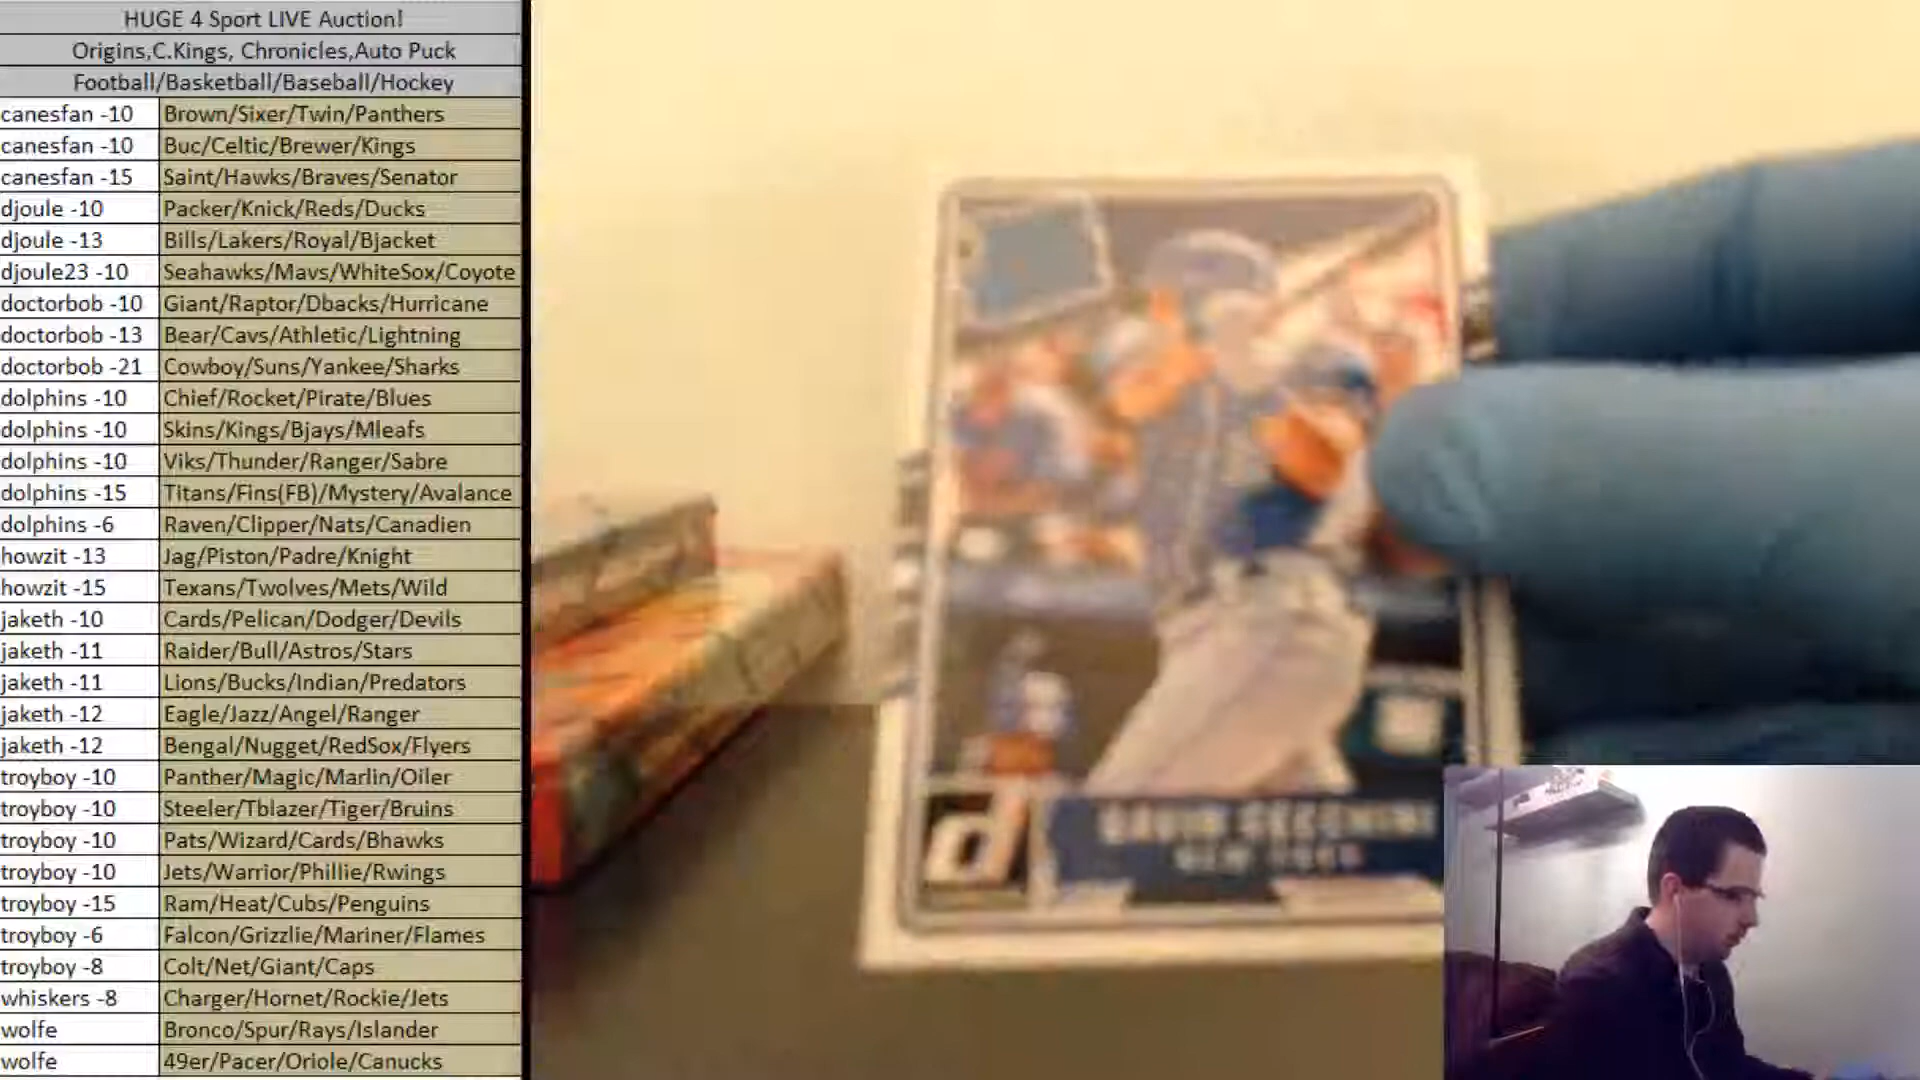 HUGE 4 Sport LIVE Auction!
Origins,C.Kings, Chronicles,Auto Puck
Football/Basketball/Baseball/Hockey
canesfan -10 Brown/Sixer/Twin/Panthers
canesfan -10 Buc/Celtic/Brewer/Kings
canesfan -15 Saint/Hawks/Braves/Senator
djoule -10 Packer/Knick/Reds/Ducks
djoule -13 Bills/Lakers/Royal/Bjacket
djoule23 -10 Seahawks/Mavs/WhiteSox/Coyote
doctorbob -10 Giant/Raptor/Dbacks/Hurricane
doctorbob -13 Bear/Cavs/Athletic/Lightning
doctorbob -21 Cowboy/Suns/Yankee/Sharks
dolphins -10 Chief/Rocket/Pirate/Blues
dolphins -10 Skins/Kings/Bjays/Mleafs
dolphins -10 Viks/Thunder/Ranger/Sabre
dolphins -15 Titans/Fins(FB)/Mystery/Avalance
dolphins -6 Raven/Clipper/Nats/Canadien
howzit -13 Jag/Piston/Padre/Knight
howzit -15 Texans/Twolves/Mets/Wild
jaketh -10 Cards/Pelican/Dodger/Devils
jaketh -11 Raider/Bull/Astros/Stars
jaketh -11 Lions/Bucks/Indian/Predators
jaketh -12 Eagle/Jazz/Angel/Ranger
jaketh -12 Bengal/Nugget/RedSox/Flyers
troyboy -10 Panther/Magic/Marlin/Oiler
troyboy -10 Steeler/Tblazer/Tiger/Bruins
troyboy -10 Pats/Wizard/Cards/Bhawks
troyboy -10 Jets/Warrior/Phillie/Rwings
troyboy -15 Ram/Heat/Cubs/Penguins
troyboy -6 Falcon/Grizzlie/Mariner/Flames
troyboy -8 Colt/Net/Giant/Caps
whiskers -8 Charger/Hornet/Rockie/Jets
wolfe Bronco/Spur/Rays/Islander
wolfe 49er/Pacer/Oriole/Canucks
d
GAVIN CECCHINI
NEW YORK